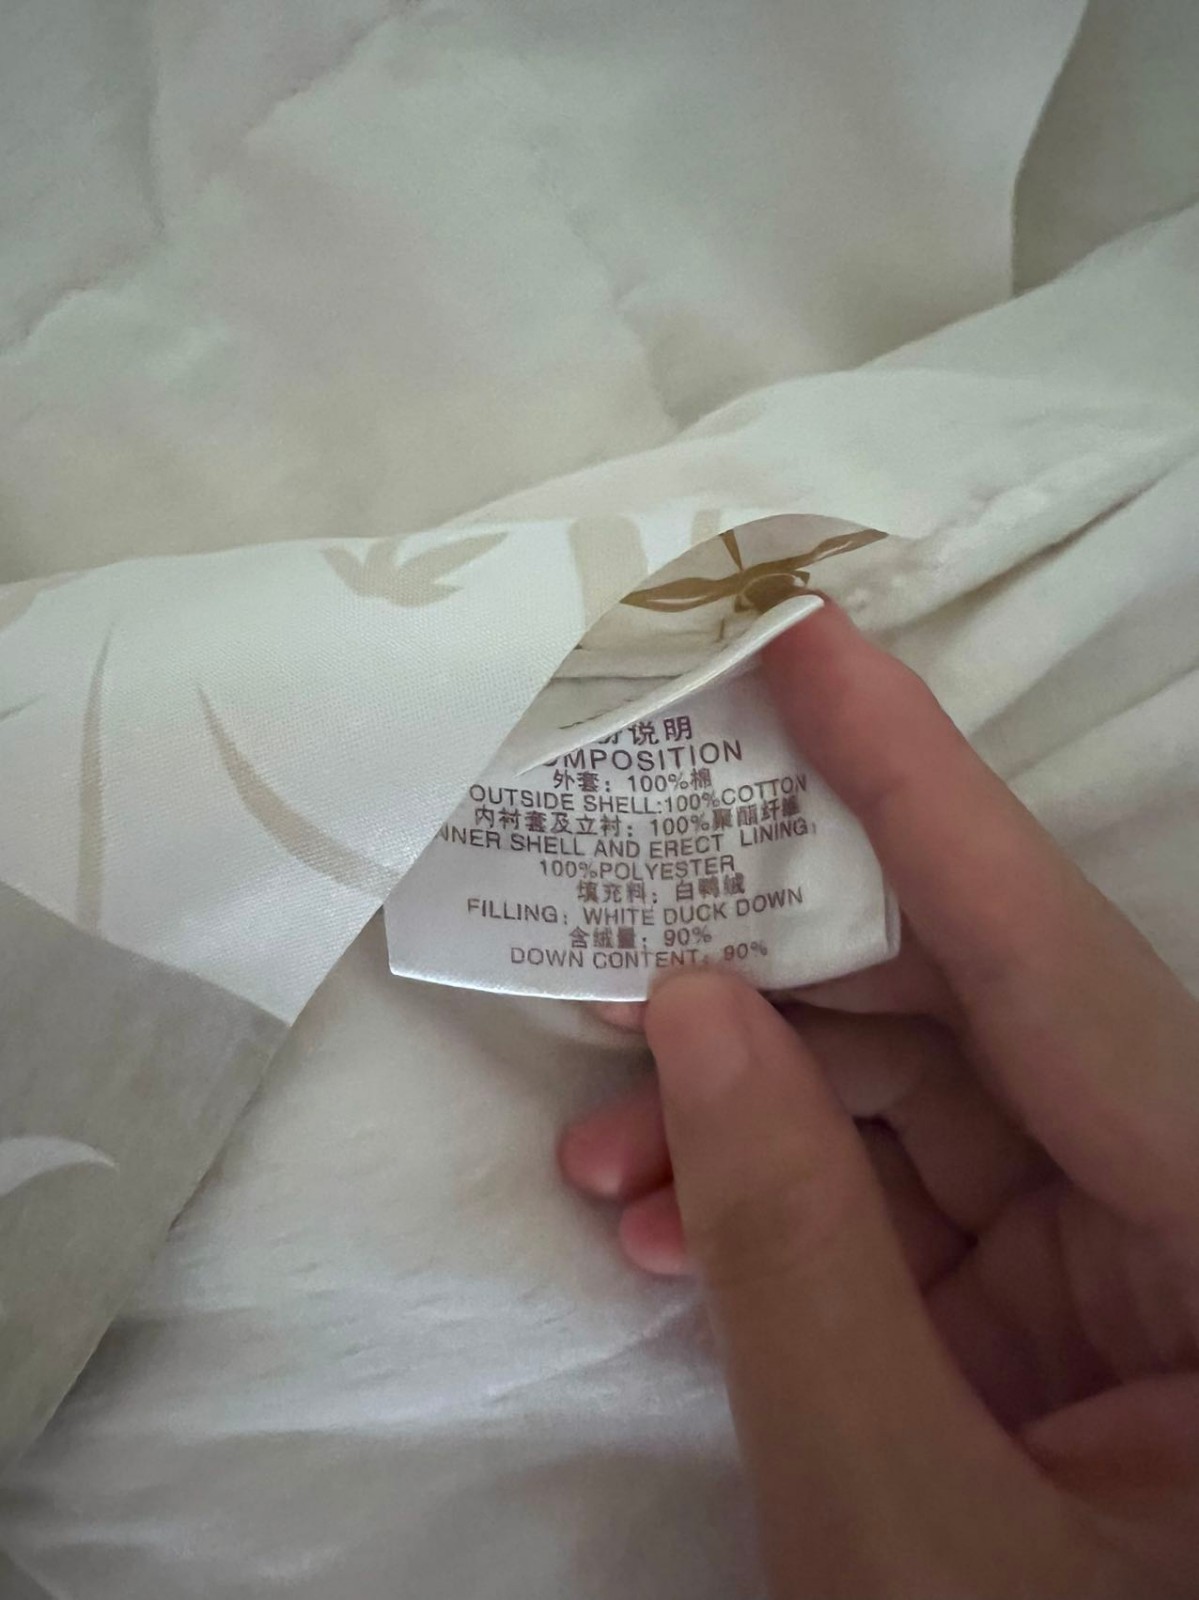 说明
OMPOSITION
外套：100%棉
OUTSIDE SHELL:100%COTTON
内衬套及立衬：100%聚酯纤维
NNER SHELL AND ERECT LINING:
100%POLYESTER
填充料：白鸭绒
FILLING: WHITE DUCK DOWN
含绒量：90%
DOWN CONTENT: 90%